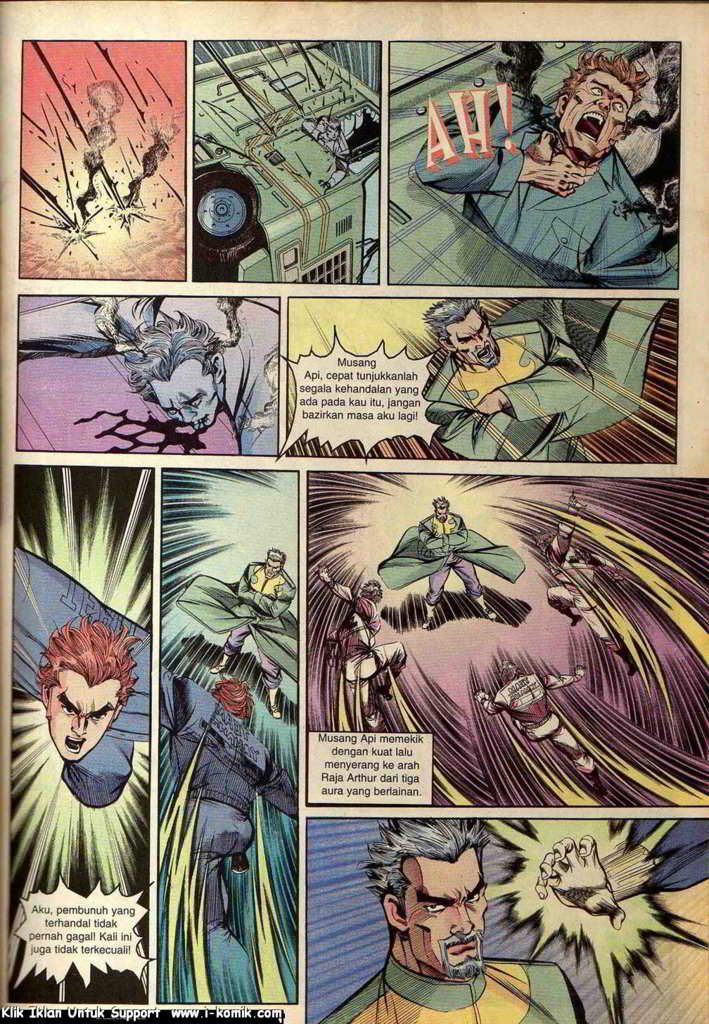 AH!
Musang
Api, cepat tunjukkanlah
segala kehandalan yang
ada pada kau itu, jangan
bazirkan masa aku lagi!
Aku, pembunuh yang
terhandal tidak
pernah gagal! Kali ini
juga tidak terkecuali!
Musang Api memekik
dengan kuat lalu
menyerang ke arah
Raja Arthur dari tiga
aura yang berlainan.
Klik Iklan Untuk Support www.i-komik.com